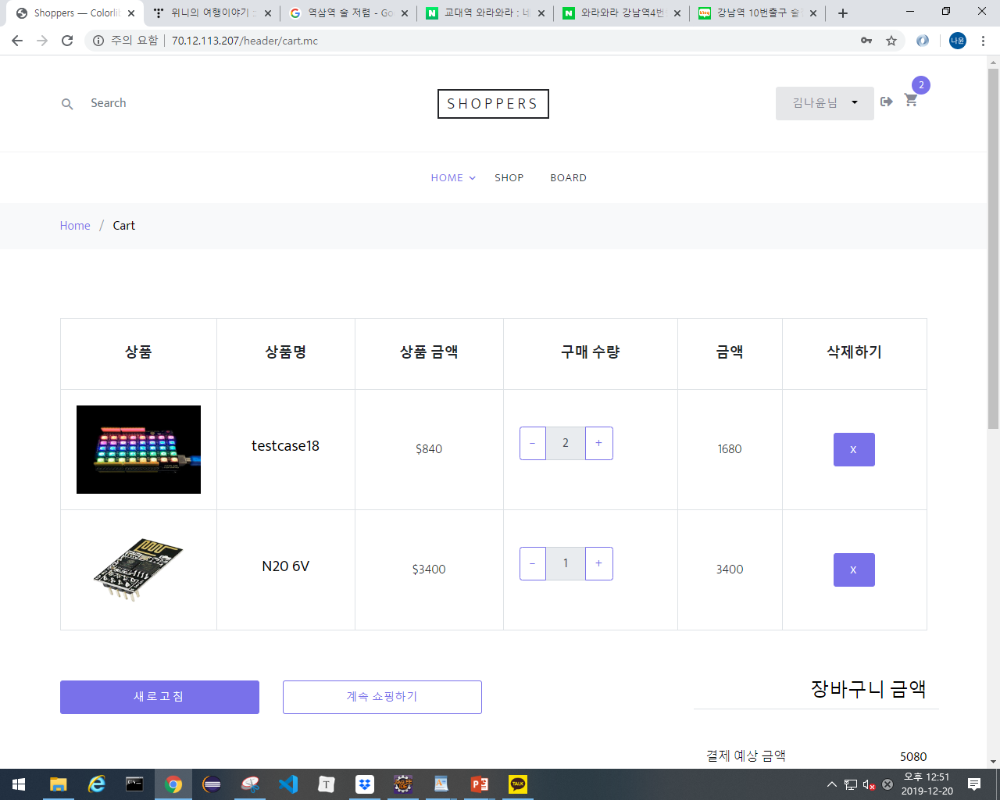 Shoppers — Colorlil
위니의 여행이야기 :
역삼역 술 저렴 - Go
교대역 와라와라 : 네
와라와라 강남역4번
강남역 10번출구 술
주의 요함
70.12.113.207/header/cart.mc
나윤
Search
SHOPPERS
김나윤님
2
HOME
SHOP
BOARD
Home / Cart
상품 상품명 상품 금액 구매 수량 금액 삭제하기
testcase18 $840 − 2 + 1680 X
N20 6V $3400 − 1 + 3400 X
새로고침
계속 쇼핑하기
장바구니 금액
결제 예상 금액 5080
오후 12:51
2019-12-20